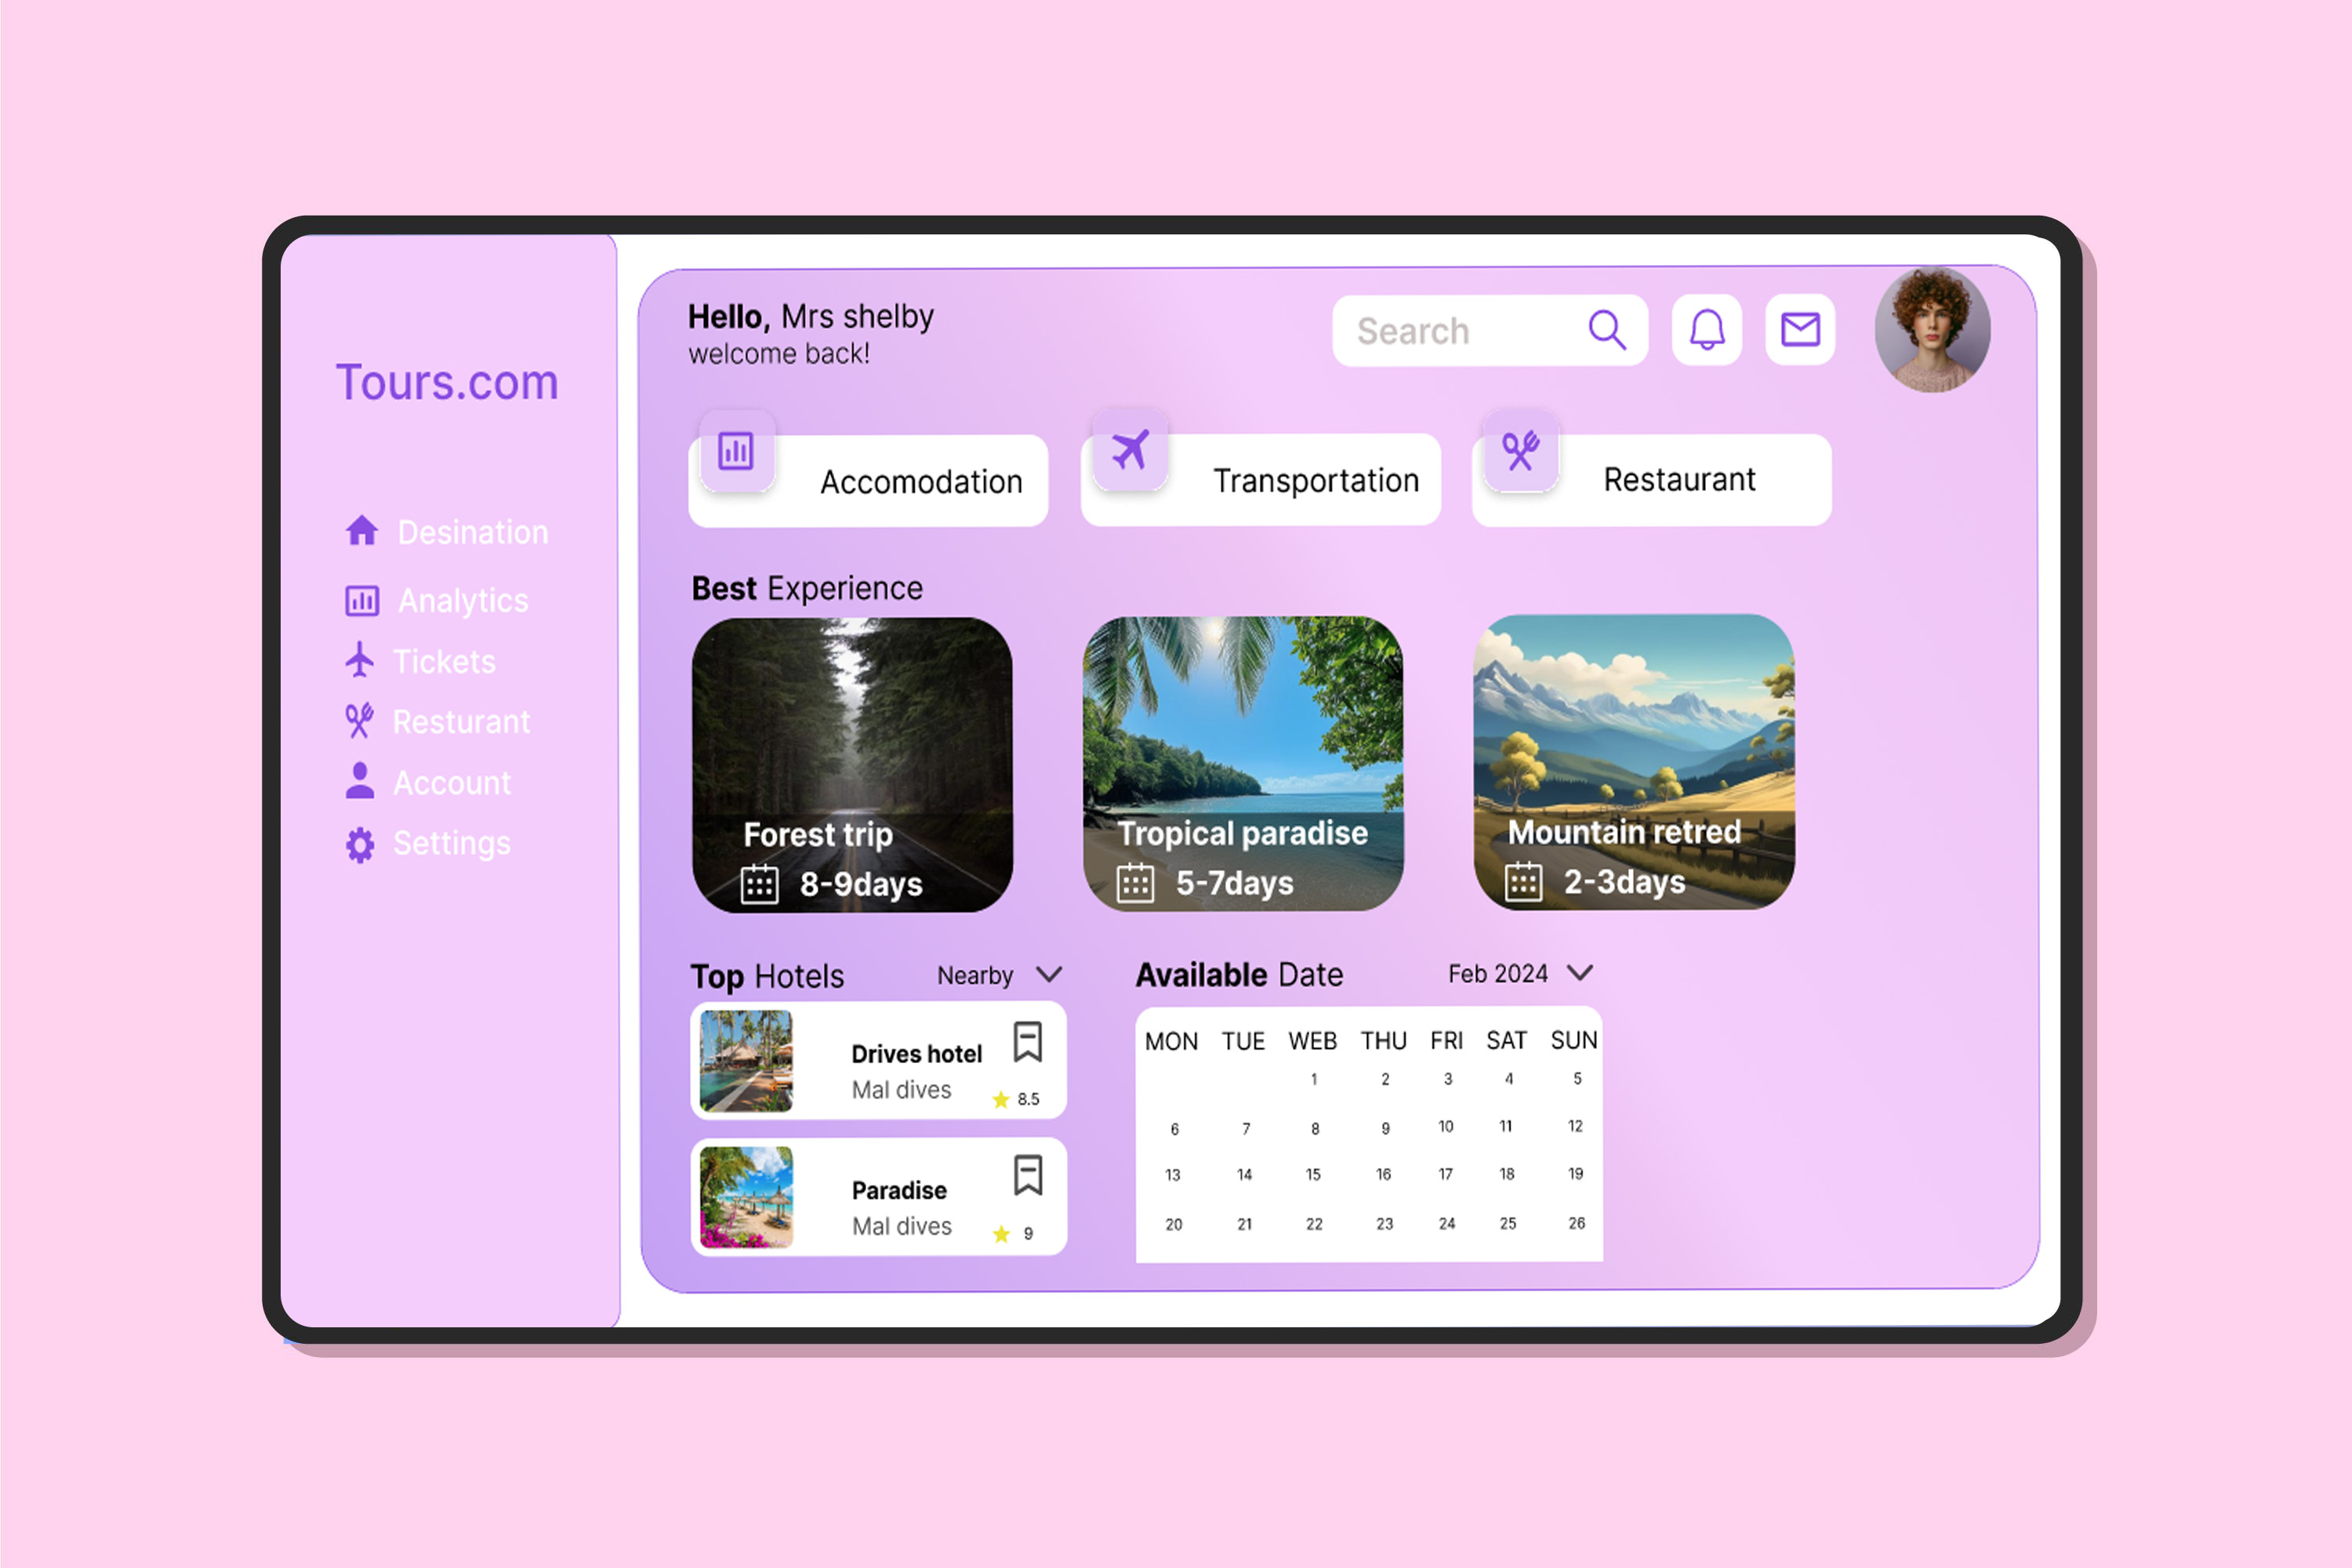 Tours.com
Desination
Analytics
Tickets
Resturant
Account
Settings
Hello, Mrs shelby
welcome back!
Search
Accomodation
Transportation
Restaurant
Best Experience
Forest trip
8-9days
Tropical paradise
5-7days
Mountain retred
2-3days
Top Hotels
Nearby
Drives hotel
Mal dives
8.5
Paradise
Mal dives
9
Available Date
Feb 2024
MON TUE WEB THU FRI SAT SUN
1 2 3 4 5
6 7 8 9 10 11 12
13 14 15 16 17 18 19
20 21 22 23 24 25 26